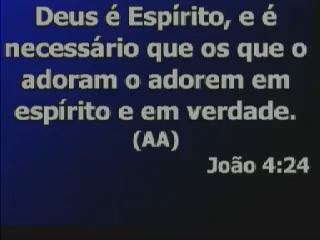 Deus é Espírito, e é
necessário que os que o
adoram o adorem em
espírito e em verdade.
(AA)
João 4:24